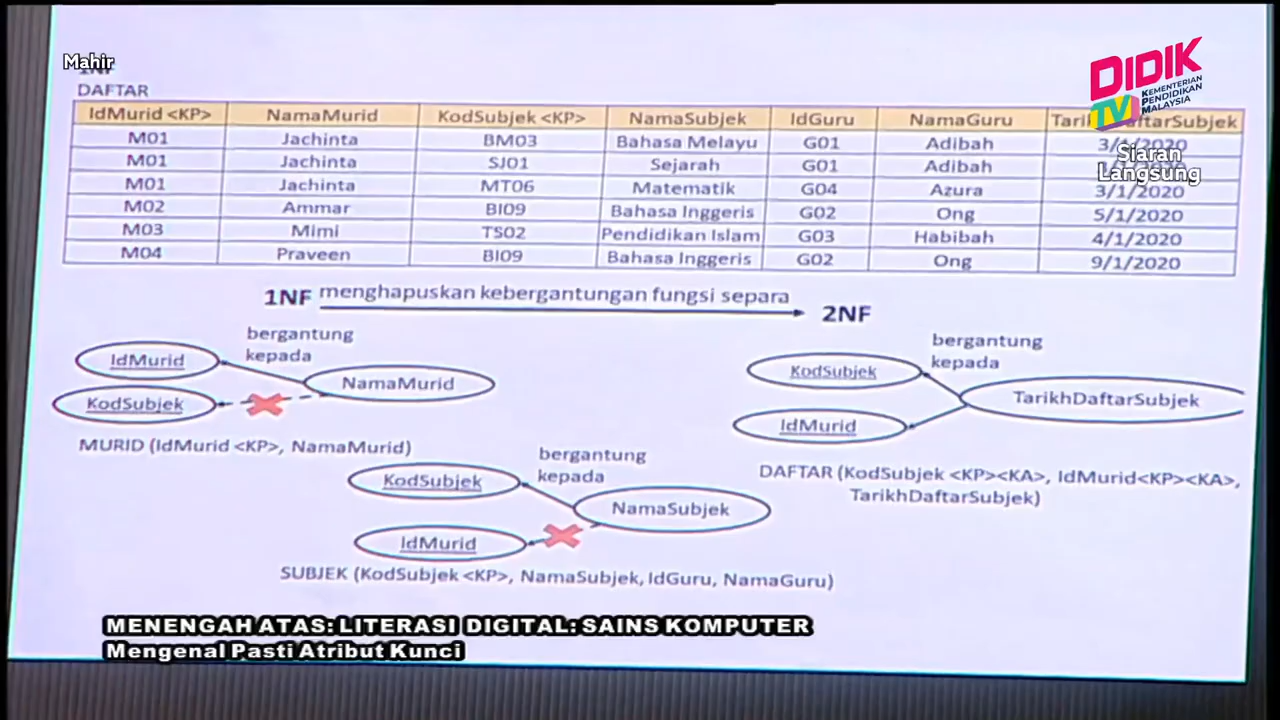 Mahir
1NF
DAFTAR
IdMurid <KP> NamaMurid KodSubjek <KP> NamaSubjek IdGuru NamaGuru
M01 Jachinta BM03 Bahasa Melayu G01 Adibah
M01 Jachinta SJ01 Sejarah G01 Adibah
M01 Jachinta MT06 Matematik G04 Azura 3/1/2020
M02 Ammar BI09 Bahasa Inggeris G02 Ong 5/1/2020
M03 Mimi TS02 Pendidikan Islam G03 Habibah 4/1/2020
M04 Praveen BI09 Bahasa Inggeris G02 Ong 9/1/2020
DIDIK
TV
KEMENTERIAN
PENDIDIKAN
MALAYSIA
Siaran
Langsung
1NF menghapuskan kebergantungan fungsi separa 2NF
bergantung
kepada
IdMurid
NamaMurid
KodSubjek
MURID (IdMurid <KP>, NamaMurid)
bergantung
kepada
KodSubjek
TarikhDaftarSubjek
IdMurid
DAFTAR (KodSubjek <KP><KA>, IdMurid<KP><KA>,
TarikhDaftarSubjek)
bergantung
kepada
KodSubjek
NamaSubjek
IdMurid
SUBJEK (KodSubjek <KP>, NamaSubjek, IdGuru, NamaGuru)
MENENGAH ATAS: LITERASI DIGITAL: SAINS KOMPUTER
Mengenal Pasti Atribut Kunci